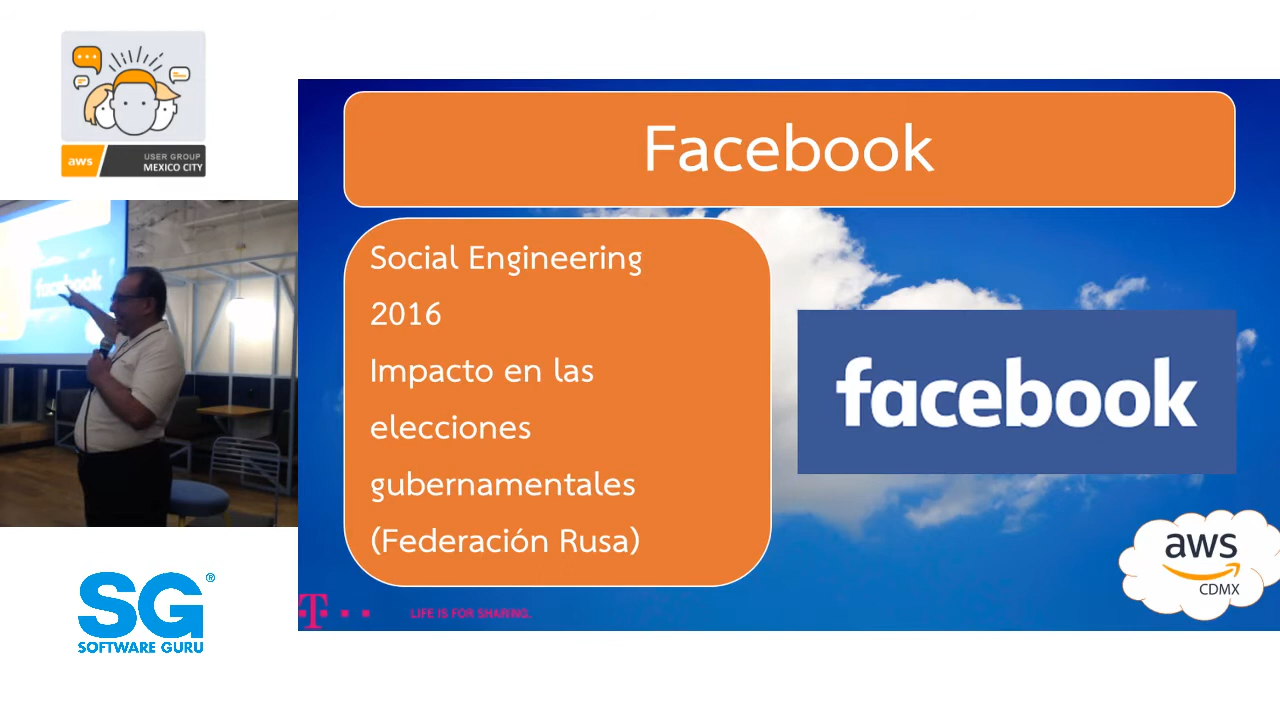 aws
USER GROUP
MEXICO CITY
Facebook
Social Engineering
2016
Impacto en las
elecciones
gubernamentales
(Federación Rusa)
facebook
facebook
aws
CDMX
T
LIFE IS FOR SHARING.
SG®
SOFTWARE GURU